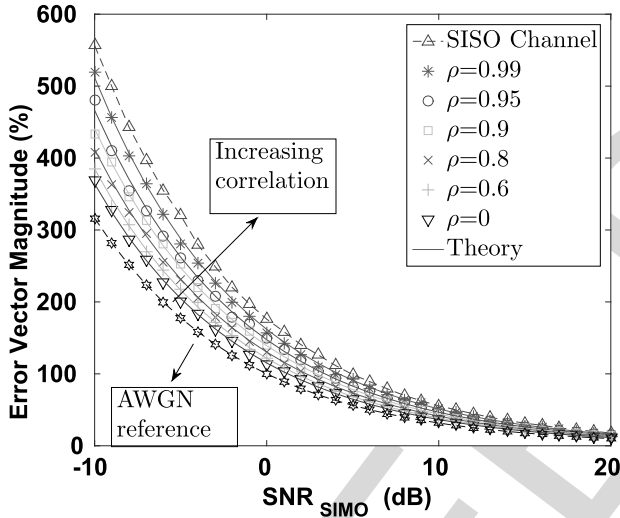 600
500
400
300
200
100
0
Error Vector Magnitude (%)
SISO Channel
ρ=0.99
ρ=0.95
ρ=0.9
ρ=0.8
ρ=0.6
ρ=0
Theory
Increasing
correlation
AWGN
reference
-10
0
10
20
SNR SIMO (dB)